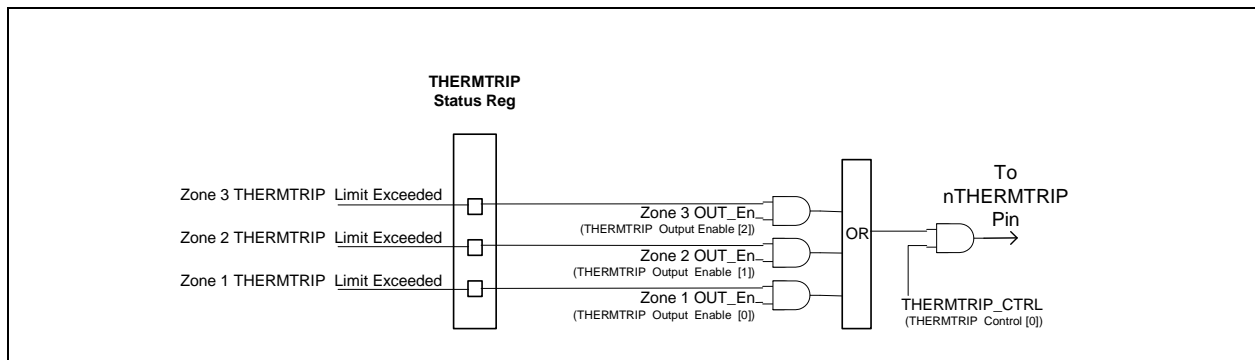 THERMTRIP
Status Reg
Zone 3 THERMTRIP Limit Exceeded
Zone 3 OUT_En
(THERMTRIP Output Enable [2])
Zone 2 THERMTRIP Limit Exceeded
Zone 2 OUT_En
(THERMTRIP Output Enable [1])
Zone 1 THERMTRIP Limit Exceeded
Zone 1 OUT_En
(THERMTRIP Output Enable [0])
OR
To
nTHERMTRIP
Pin
THERMTRIP_CTRL
(THERMTRIP Control [0])